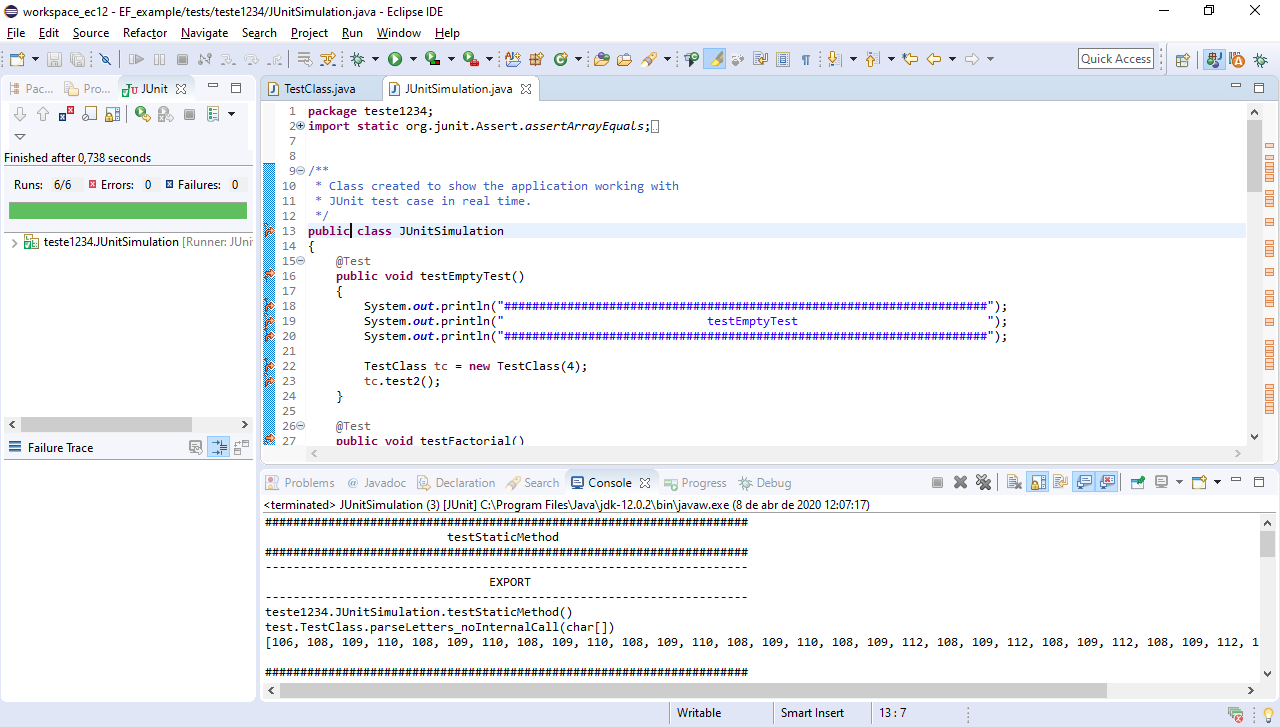 workspace_ec12 - EF_example/tests/teste1234/JUnitSimulation.java - Eclipse IDE
File Edit Source Refactor Navigate Search Project Run Window Help
Quick Access
Pac... Pro... JUnit
Finished after 0,738 seconds
Runs: 6/6 Errors: 0 Failures: 0
teste1234.JUnitSimulation [Runner: JUni
Failure Trace
TestClass.java JUnitSimulation.java
1 package teste1234;
2 import static org.junit.Assert.assertArrayEquals;
7
8
9 /**
10 * Class created to show the application working with
11 * JUnit test case in real time.
12 */
13 public class JUnitSimulation
14 {
15 @Test
16 public void testEmptyTest()
17 {
18 System.out.println("#####################################################################");
19 System.out.println("                             testEmptyTest                           ");
20 System.out.println("#####################################################################");
21
22 TestClass tc = new TestClass(4);
23 tc.test2();
24 }
25
26 @Test
27 public void testFactorial()
Problems @ Javadoc Declaration Search Console Progress Debug
<terminated> JUnitSimulation (3) [JUnit] C:\Program Files\Java\jdk-12.0.2\bin\javaw.exe (8 de abr de 2020 12:07:17)
#####################################################################
testStaticMethod
#####################################################################
---------------------------------------------------------------------
EXPORT
---------------------------------------------------------------------
teste1234.JUnitSimulation.testStaticMethod()
test.TestClass.parseLetters_noInternalCall(char[])
[106, 108, 109, 110, 108, 109, 110, 108, 109, 110, 108, 109, 110, 108, 109, 110, 108, 109, 112, 108, 109, 112, 108, 109, 112, 108, 109, 112, 1
#####################################################################
Writable Smart Insert 13 : 7